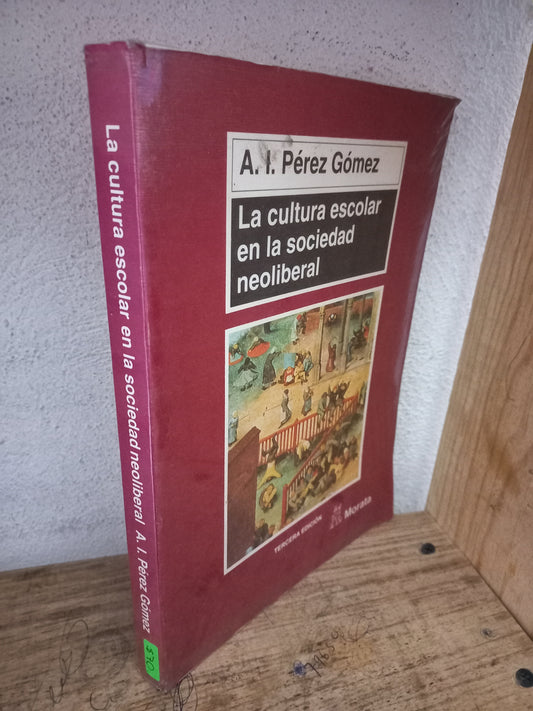 La cultura escolar en la sociedad neoliberal A. I. Pérez Gómez
A. I. Pérez Gómez
La cultura escolar
en la sociedad
neoliberal
TERCERA EDICIÓN
Morata